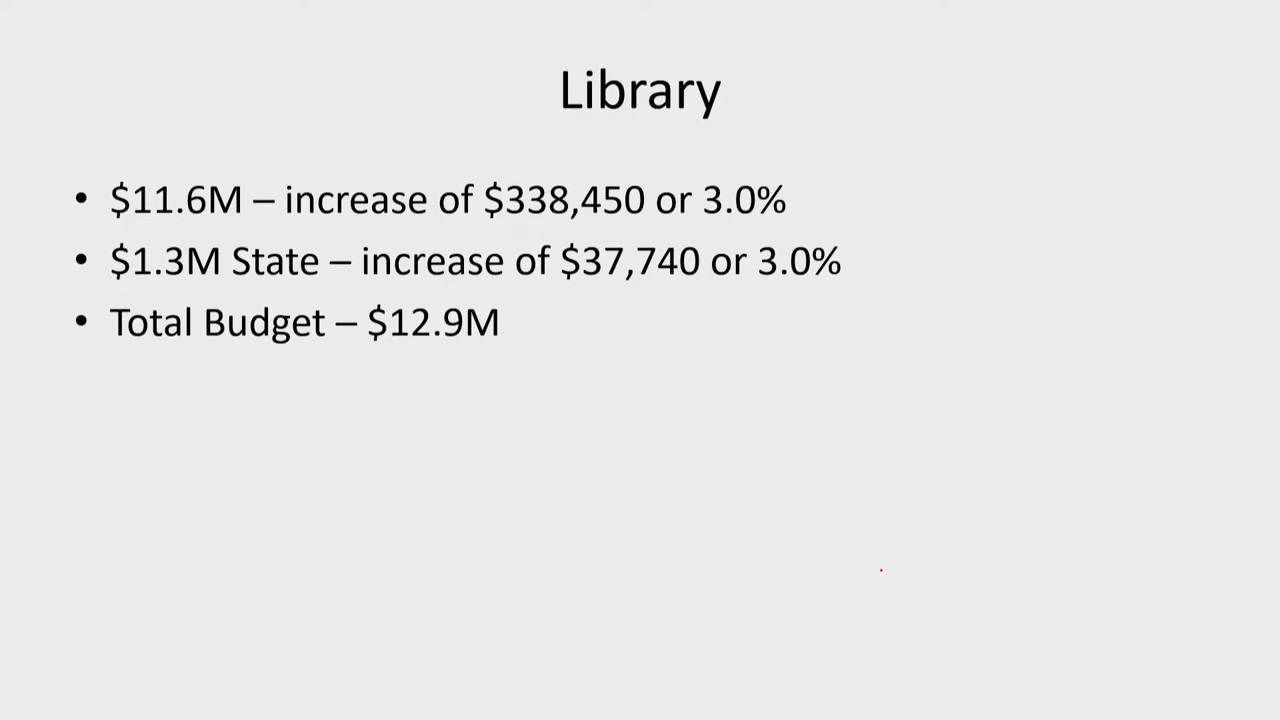 Library
• $11.6M – increase of $338,450 or 3.0%
• $1.3M State – increase of $37,740 or 3.0%
• Total Budget – $12.9M